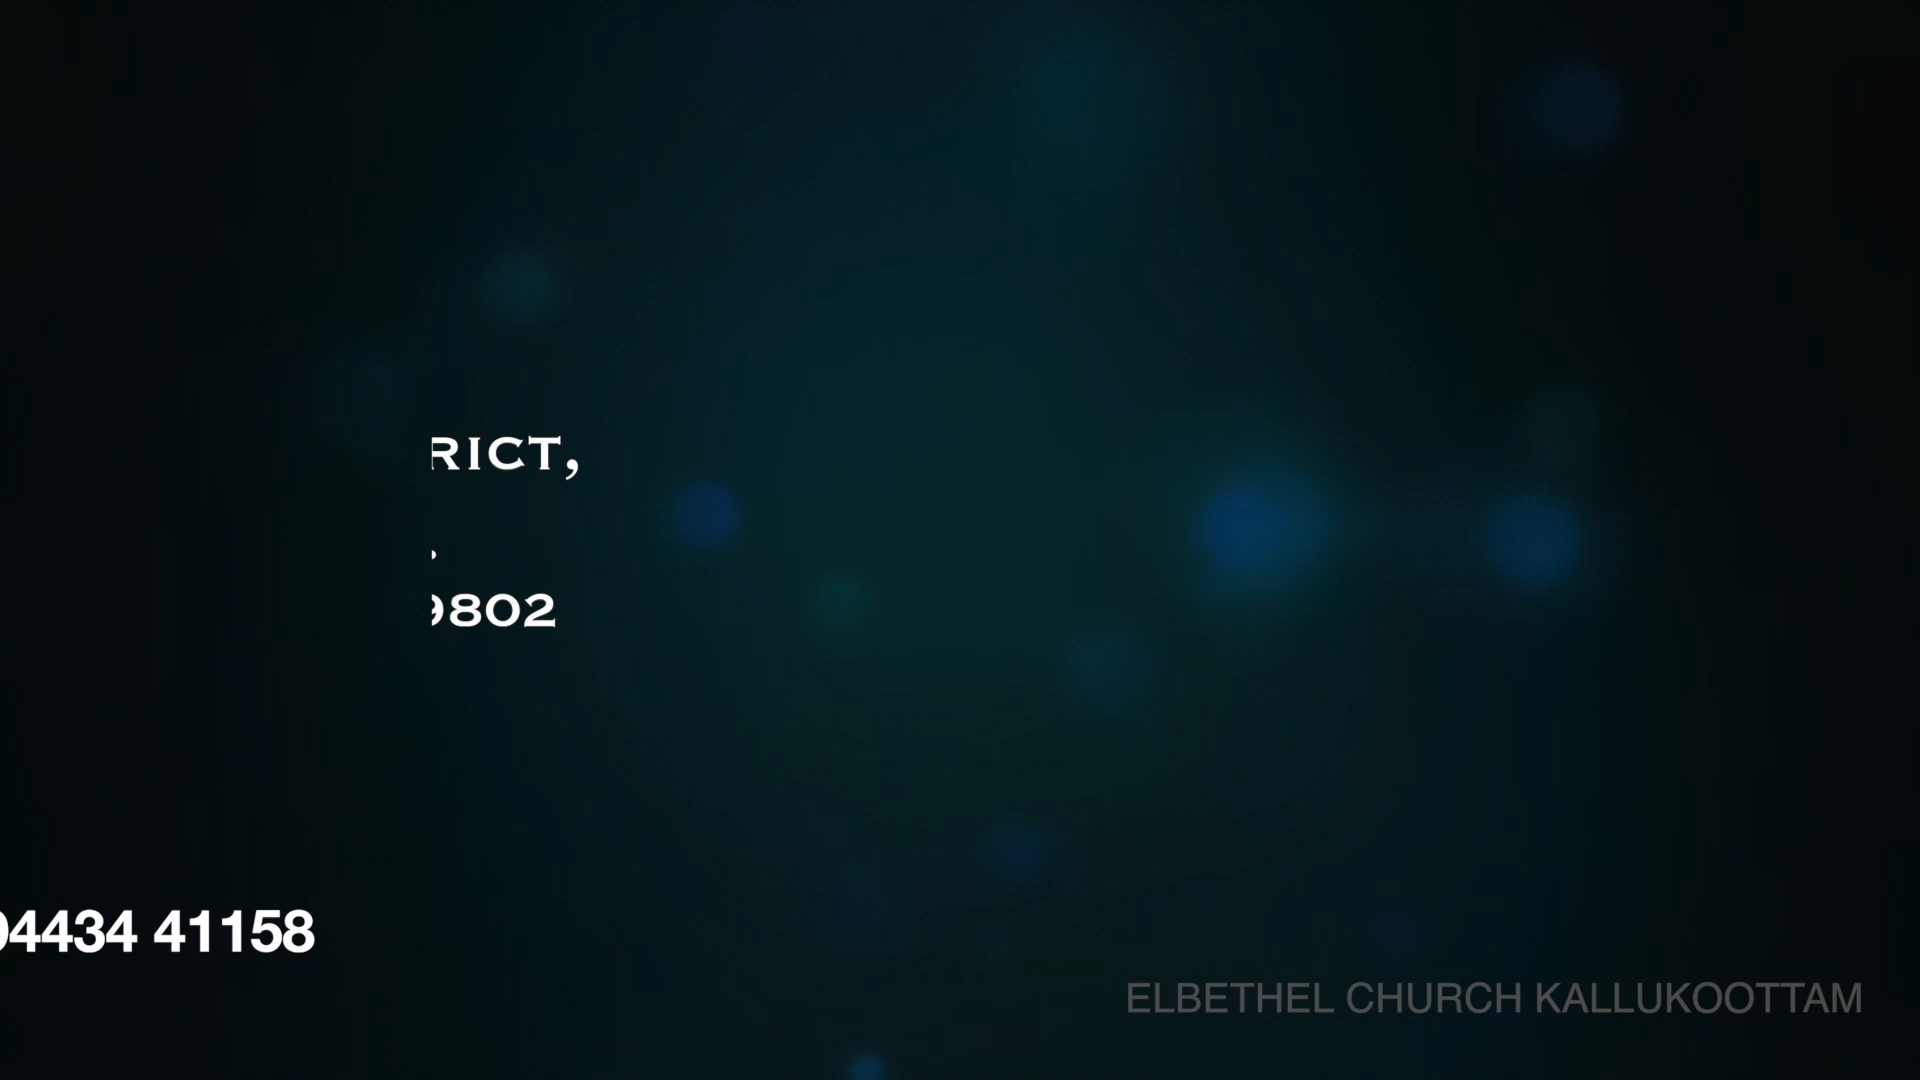 RICT,
.
9802
04434 41158
ELBETHEL CHURCH KALLUKOOTTAM